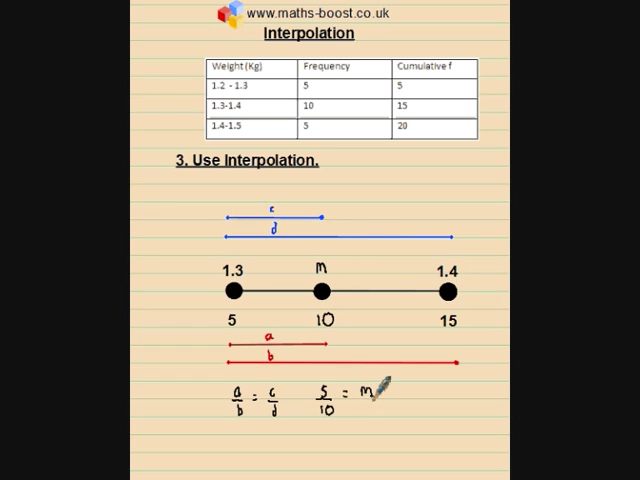 www.maths-boost.co.uk
Interpolation
Weight (Kg) Frequency Cumulative f
1.2 - 1.3 5 5
1.3-1.4 10 15
1.4-1.5 5 20
3. Use Interpolation.
c
d
1.3 m 1.4
5 10 15
a
b
a/b = c/d 5/10 = m